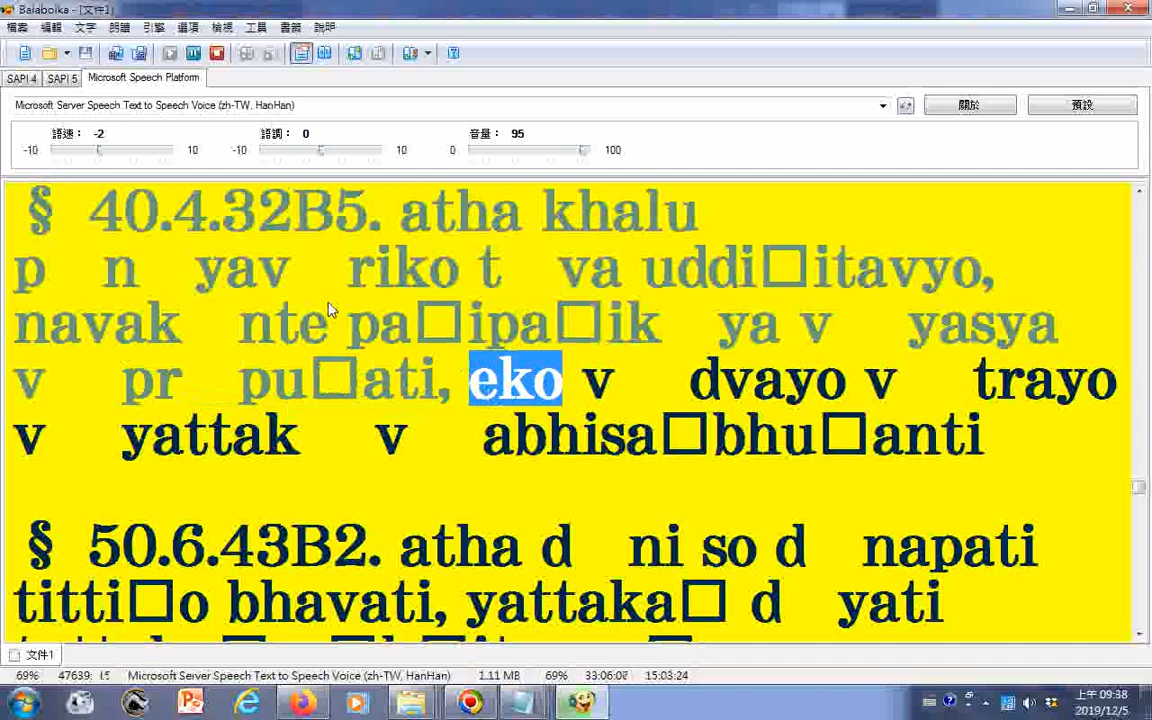 Balabolka - [文件1]
檔案 編輯 文字 朗讀 引擎 選項 檢視 工具 書籤 說明
SAPI 4 SAPI 5 Microsoft Speech Platform
Microsoft Server Speech Text to Speech Voice (zh-TW, HanHan) 關於 預設
語速： -2 語調： 0 音量： 95
-10 10 -10 10 0 100
§ 40.4.32B5. atha khalu
p n yav riko t va uddi□itavyo,
navak nte pa□ipa□ik ya v yasya
v pr pu□ati, eko v dvayo v trayo
v yattak v abhisa□bhu□anti
§ 50.6.43B2. atha d ni so d napati
titti□o bhavati, yattaka□ d yati
文件1
69% Microsoft Server Speech Text to Speech Voice (zh-TW, HanHan) 1.11 MB 69% 33:06:08 15:03:24
上午 09:38
2019/12/5